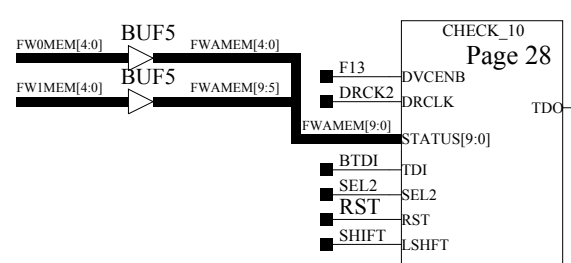 BUF5
FW0MEM[4:0] FWAMEM[4:0]
BUF5
FW1MEM[4:0] FWAMEM[9:5]
FWAMEM[9:0]
CHECK_10
Page 28
F13 DVCENB
DRCK2 DRCLK
TDO
STATUS[9:0]
BTDI TDI
SEL2 SEL2
RST RST
SHIFT LSHFT